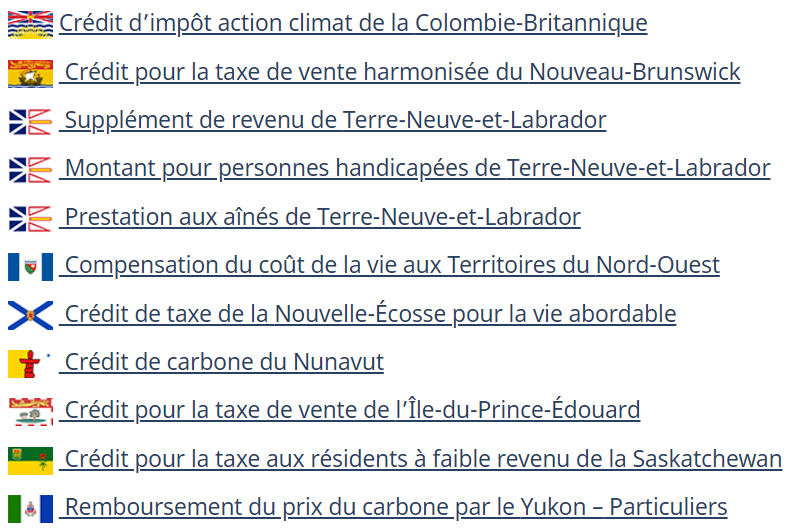 Crédit d’impôt action climat de la Colombie-Britannique
Crédit pour la taxe de vente harmonisée du Nouveau-Brunswick
Supplément de revenu de Terre-Neuve-et-Labrador
Montant pour personnes handicapées de Terre-Neuve-et-Labrador
Prestation aux aînés de Terre-Neuve-et-Labrador
Compensation du coût de la vie aux Territoires du Nord-Ouest
Crédit de taxe de la Nouvelle-Écosse pour la vie abordable
Crédit de carbone du Nunavut
Crédit pour la taxe de vente de l’Île-du-Prince-Édouard
Crédit pour la taxe aux résidents à faible revenu de la Saskatchewan
Remboursement du prix du carbone par le Yukon – Particuliers